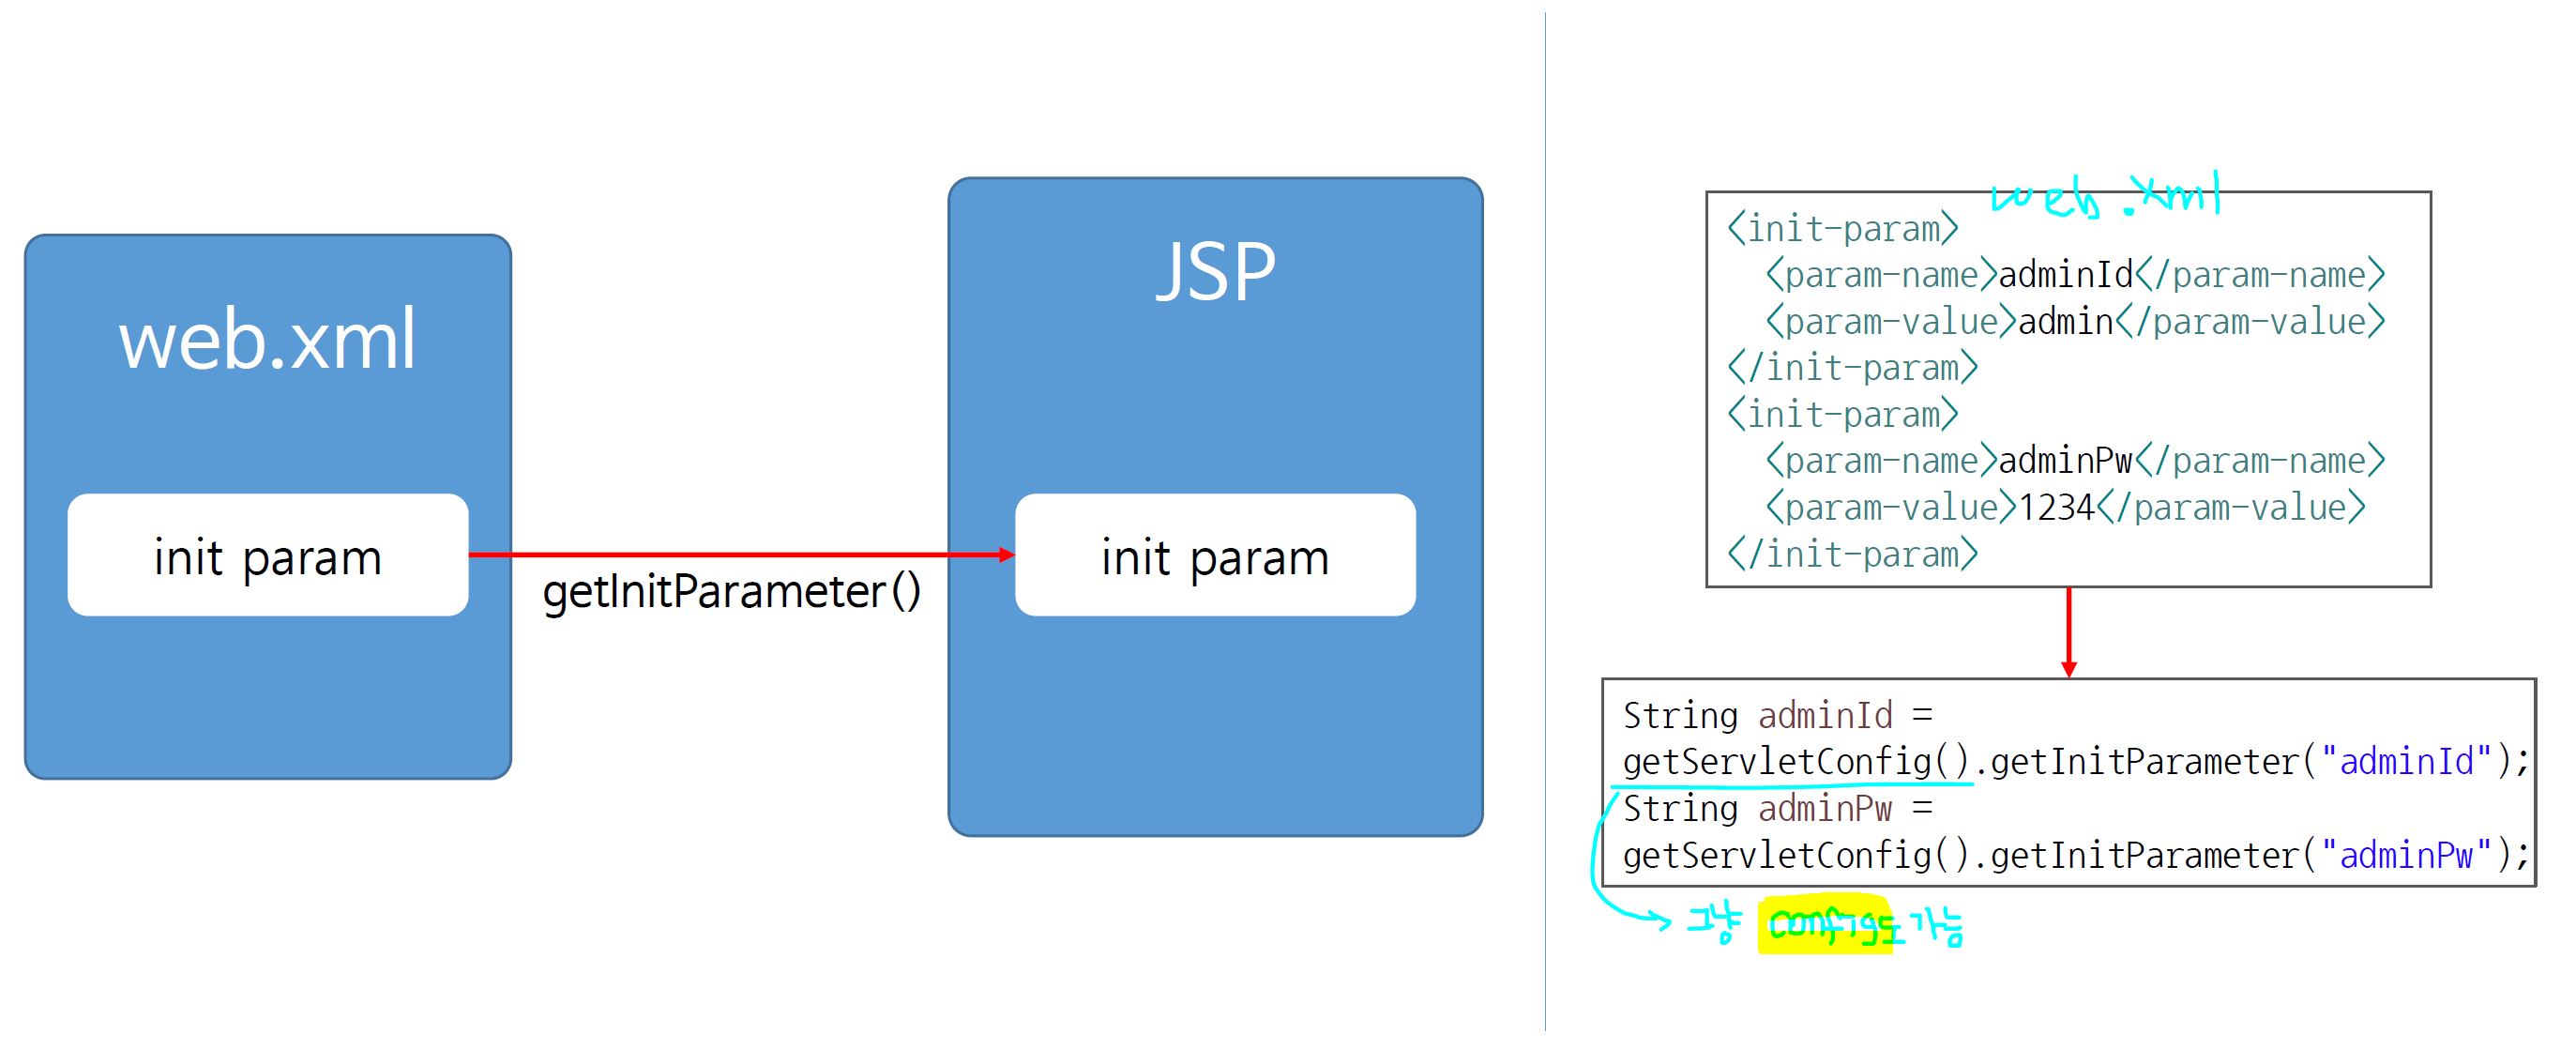 web.xml
init param
getInitParameter()
JSP
init param
web.xml
<init-param>
  <param-name>adminId</param-name>
  <param-value>admin</param-value>
</init-param>
<init-param>
  <param-name>adminPw</param-name>
  <param-value>1234</param-value>
</init-param>
String adminId =
getServletConfig().getInitParameter("adminId");
String adminPw =
getServletConfig().getInitParameter("adminPw");
그냥 config도 가능